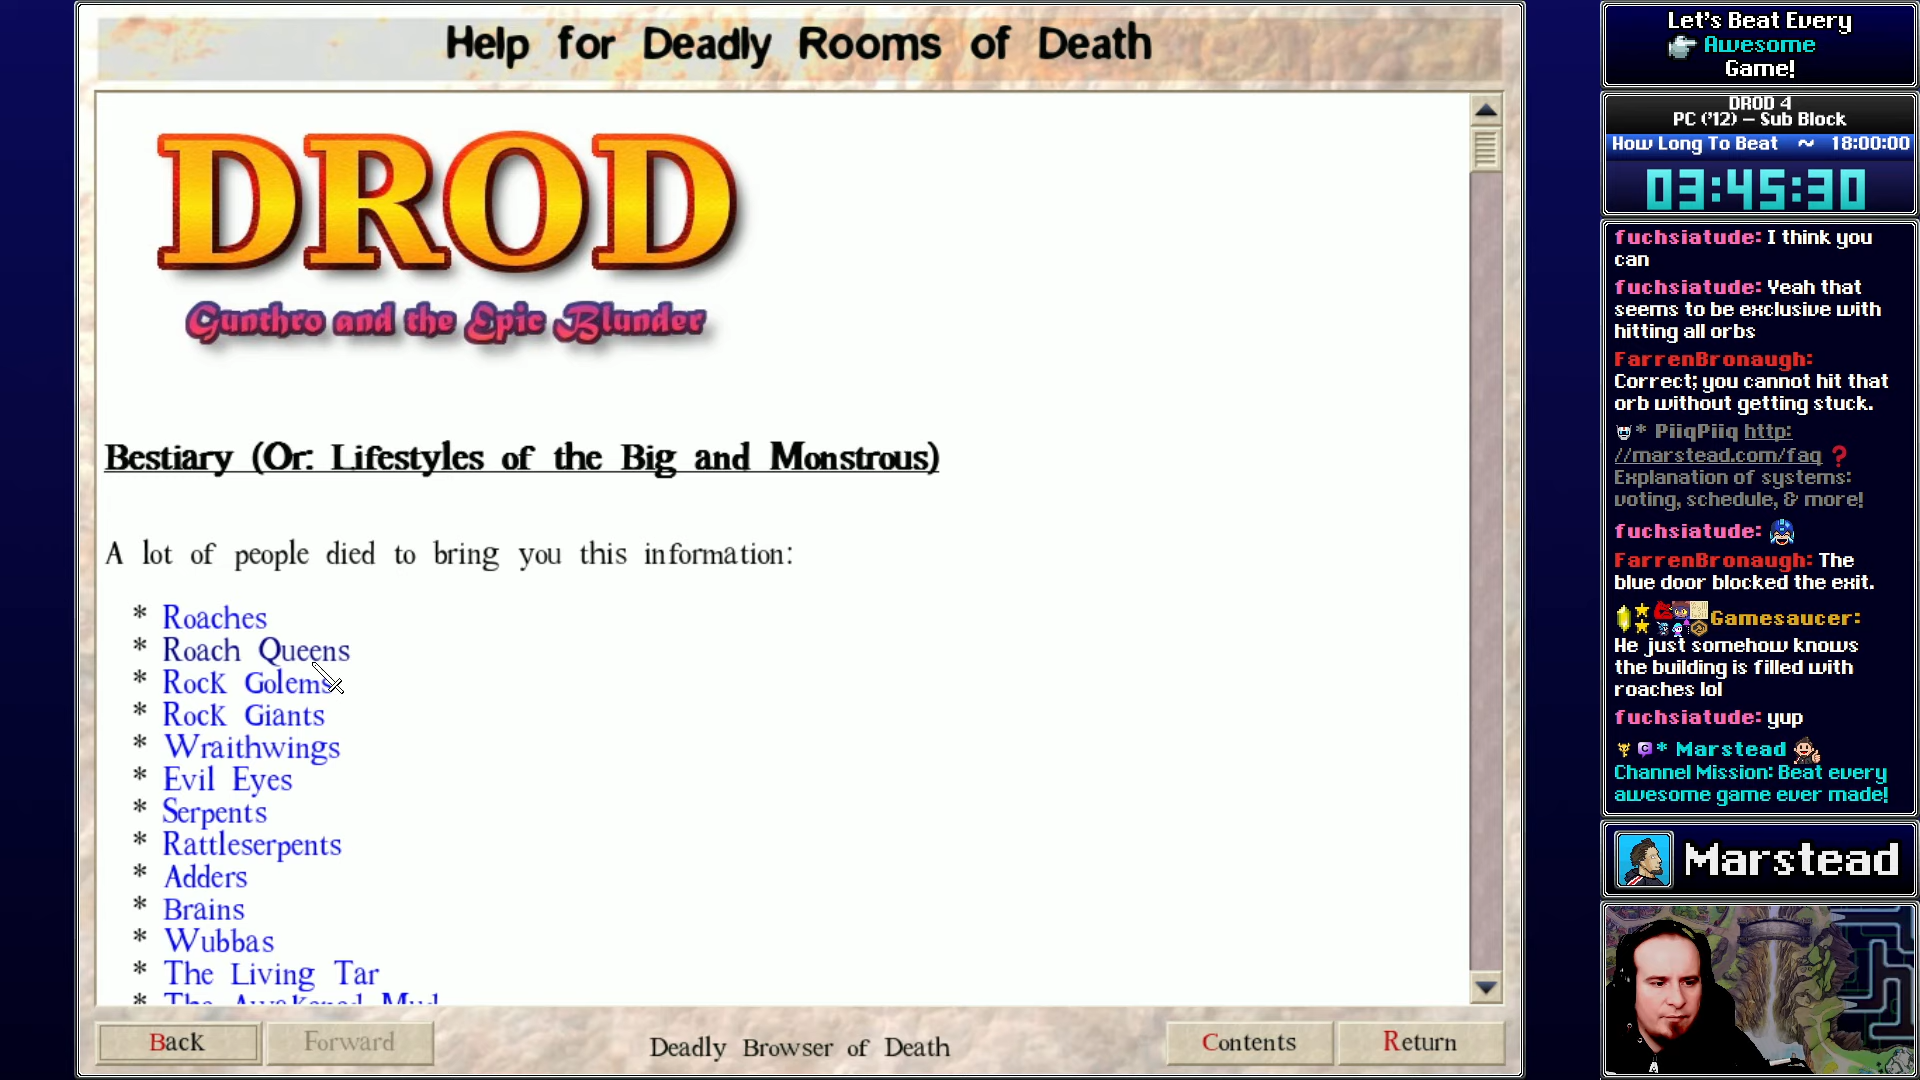 Help for Deadly Rooms of Death
DROD
Gunthro and the Epic Blunder
Bestiary (Or: Lifestyles of the Big and Monstrous)
A lot of people died to bring you this information:
* Roaches
* Roach Queens
* Rock Golems
* Rock Giants
* Wraithwings
* Evil Eyes
* Serpents
* Rattleserpents
* Adders
* Brains
* Wubbas
* The Living Tar
* The Awakened Mud
Back
Forward
Deadly Browser of Death
Contents
Return
Let's Beat Every
Awesome
Game!
DROD 4
PC ('12) – Sub Block
How Long To Beat ~ 18:00:00
03:45:30
fuchsiatude: I think you
can
fuchsiatude: Yeah that
seems to be exclusive with
hitting all orbs
FarrenBronaugh:
Correct; you cannot hit that
orb without getting stuck.
* PiiqPiiq http:
//marstead.com/faq ?
Explanation of systems:
voting, schedule, & more!
fuchsiatude:
FarrenBronaugh: The
blue door blocked the exit.
Gamesaucer:
He just somehow knows
the building is filled with
roaches lol
fuchsiatude: yup
* Marstead
Channel Mission: Beat every
awesome game ever made!
Marstead